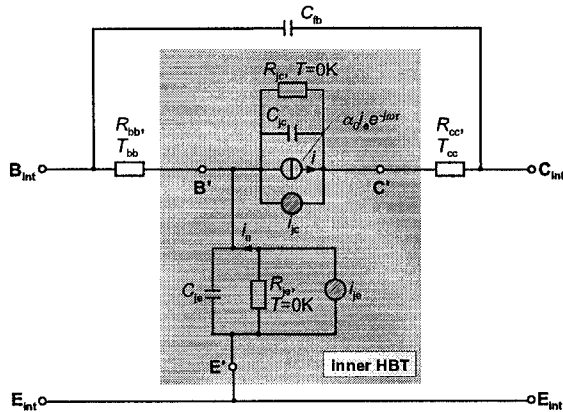 C_fb
R_jc, T=0K
C_jc
α_0 i_e e^-jωτ
R_bb,
T_bb
R_cc,
T_cc
i
B_int
B'
C'
C_int
i_jc
i_e
C_je
R_je,
T=0K
i_je
E'
Inner HBT
E_int
E_int